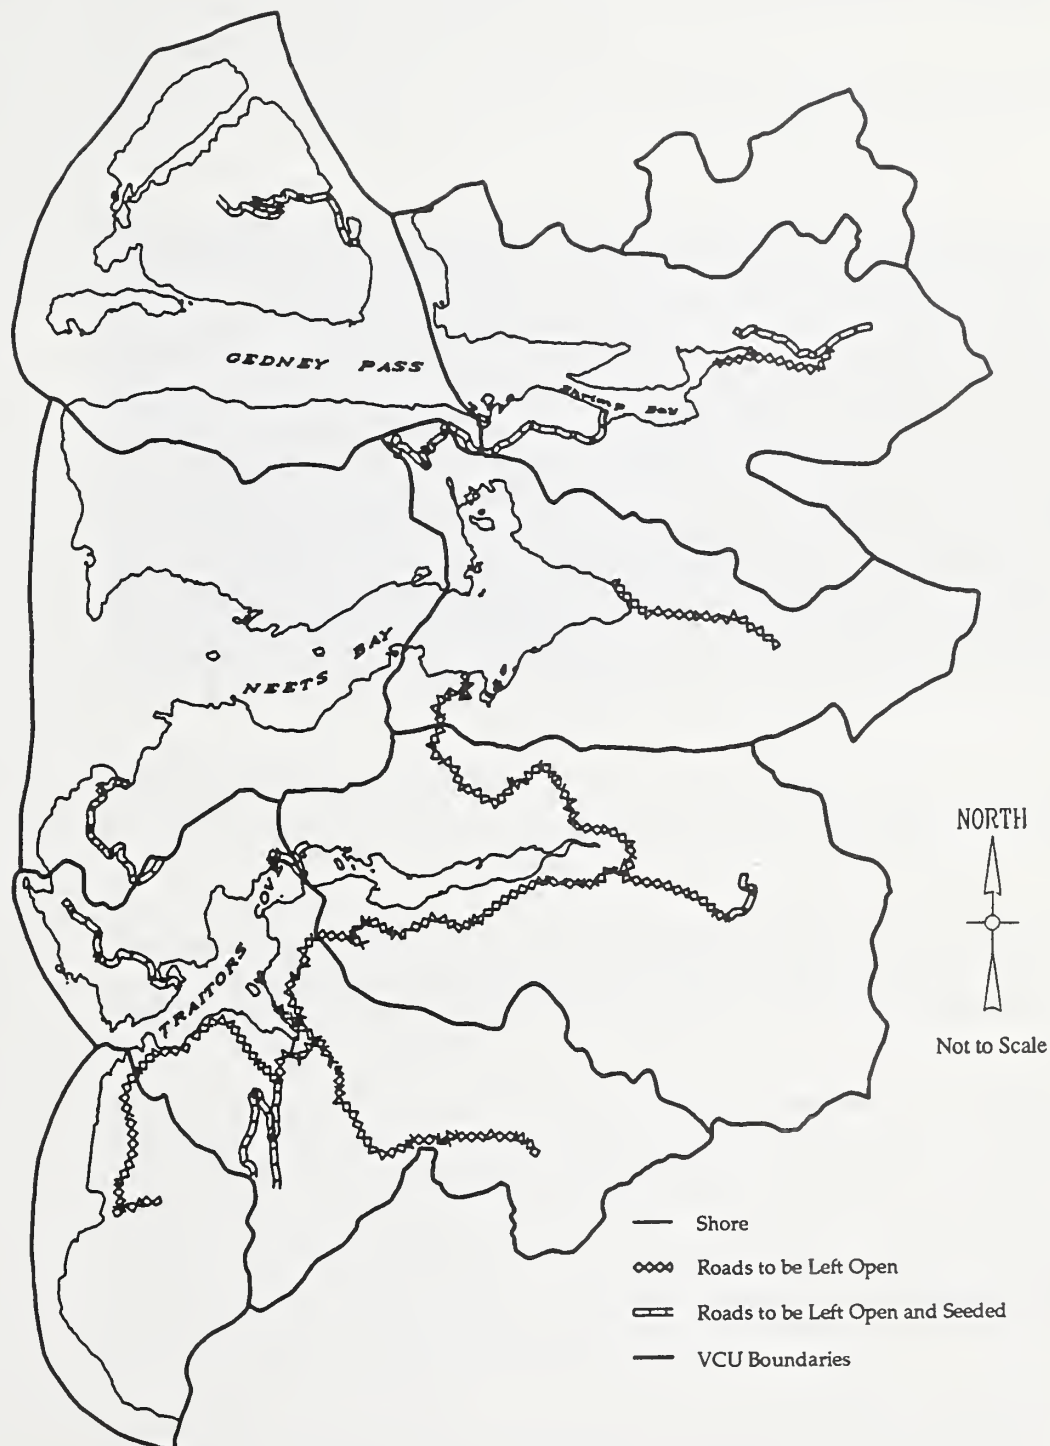 GEDNEY PASS
Shrimp Bay
NEETS BAY
TRAITORS COVE
NORTH
Not to Scale
Shore
Roads to be Left Open
Roads to be Left Open and Seeded
VCU Boundaries